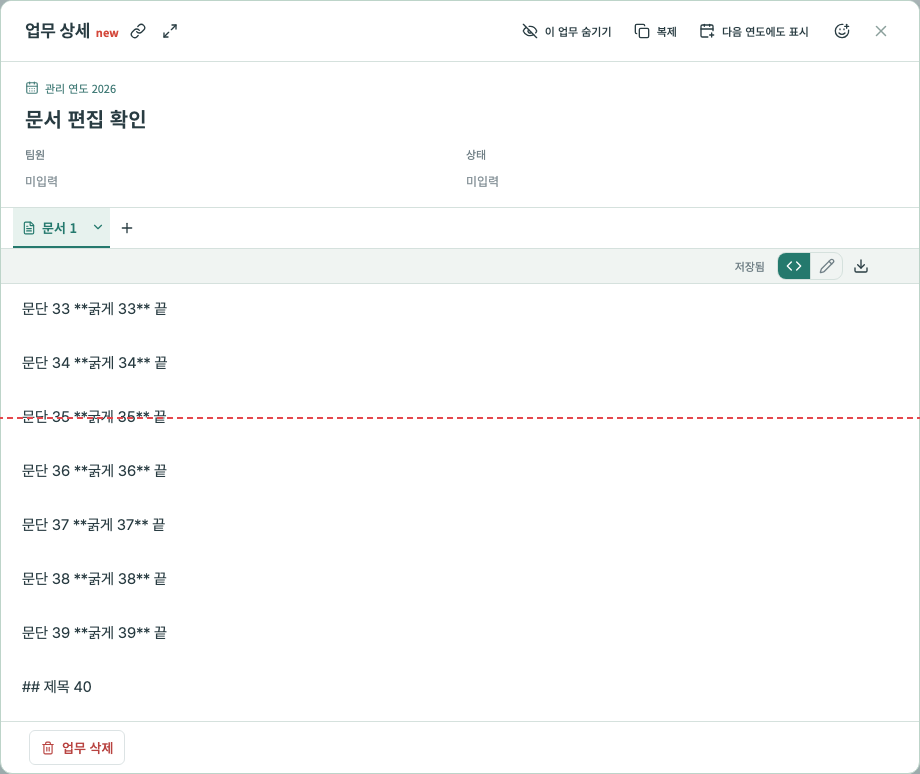 업무 상세 new
이 업무 숨기기
복제
다음 연도에도 표시
관리 연도 2026
문서 편집 확인
팀원
상태
미입력
미입력
문서 1
저장됨
문단 33 **굵게 33** 끝
문단 34 **굵게 34** 끝
문단 35 **굵게 35** 끝
문단 36 **굵게 36** 끝
문단 37 **굵게 37** 끝
문단 38 **굵게 38** 끝
문단 39 **굵게 39** 끝
## 제목 40
업무 삭제